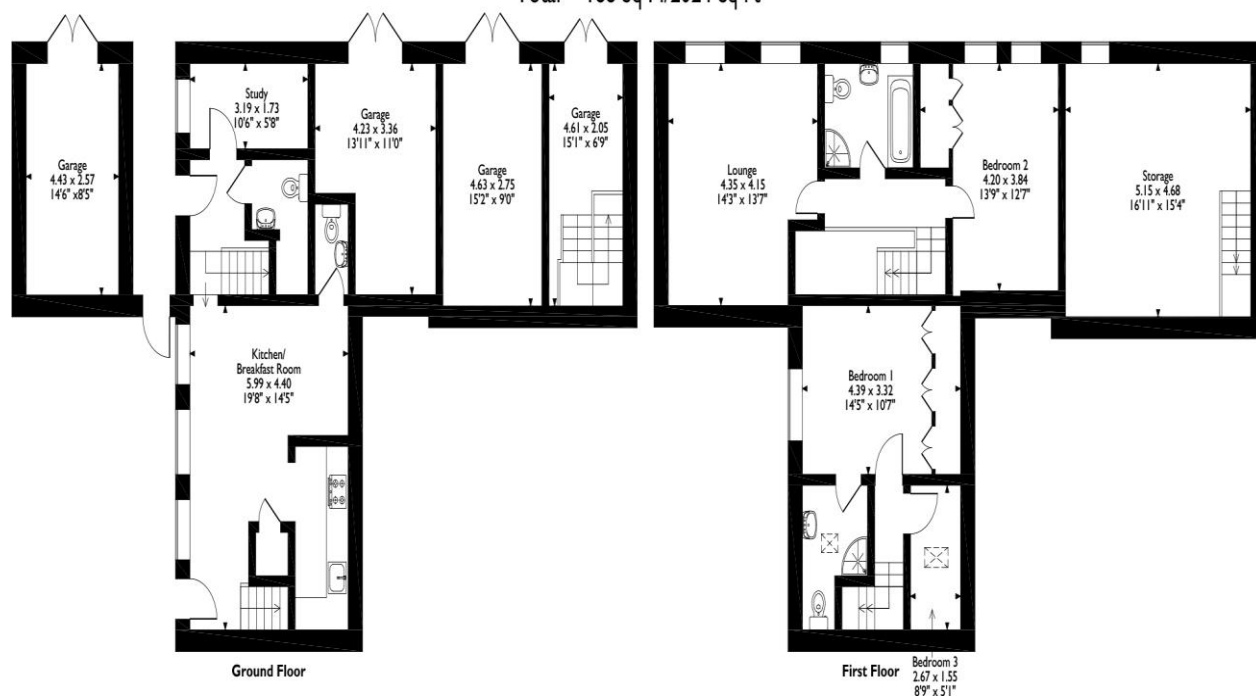 Study
3.19 x 1.73
10'6" x 5'8"
Garage
4.43 x 2.57
14'6" x8'5"
Garage
4.23 x 3.36
13'11" x 11'0"
Garage
4.63 x 2.75
15'2" x 9'0"
Garage
4.61 x 2.05
15'1" x 6'9"
Kitchen/
Breakfast Room
5.99 x 4.40
19'8" x 14'5"
Ground Floor
Lounge
4.35 x 4.15
14'3" x 13'7"
Bedroom 2
4.20 x 3.84
13'9" x 12'7"
Storage
5.15 x 4.68
16'11" x 15'4"
Bedroom 1
4.39 x 3.32
14'5" x 10'7"
First Floor
Bedroom 3
2.67 x 1.55
8'9" x 5'1"